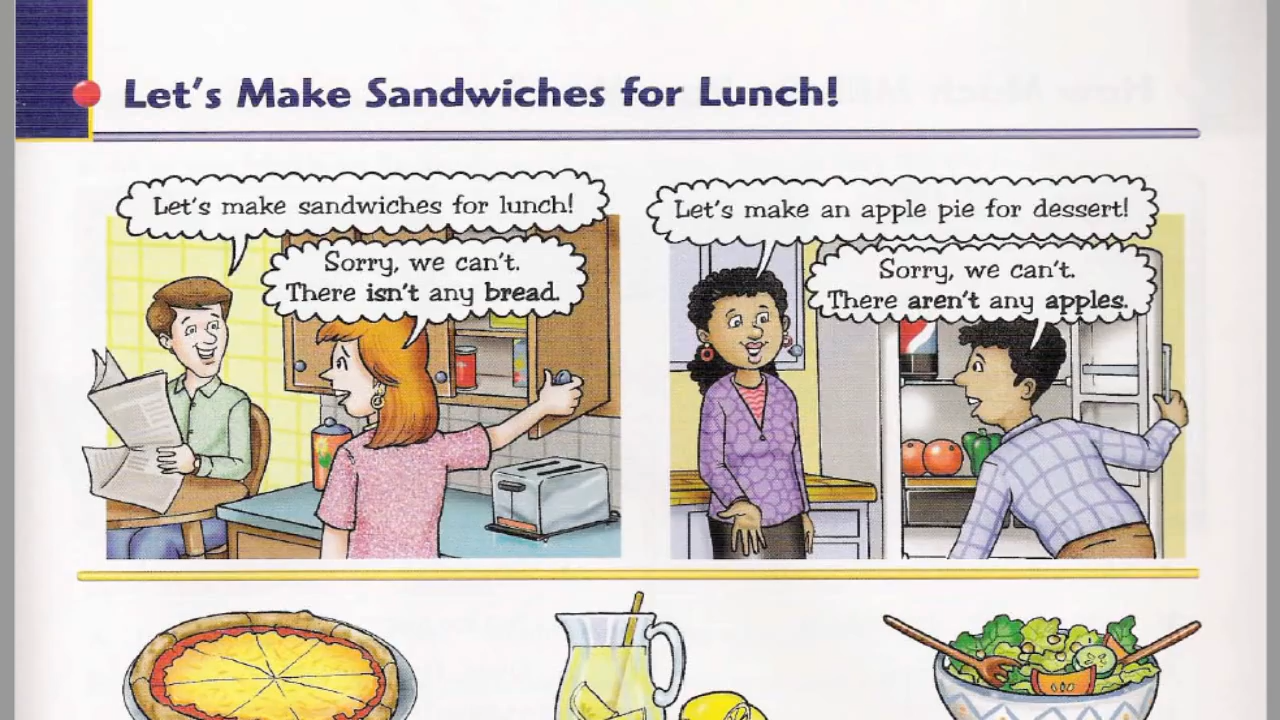 Let's Make Sandwiches for Lunch!
Let's make sandwiches for lunch!
Sorry, we can't.
There isn't any bread.
Let's make an apple pie for dessert!
Sorry, we can't.
There aren't any apples.